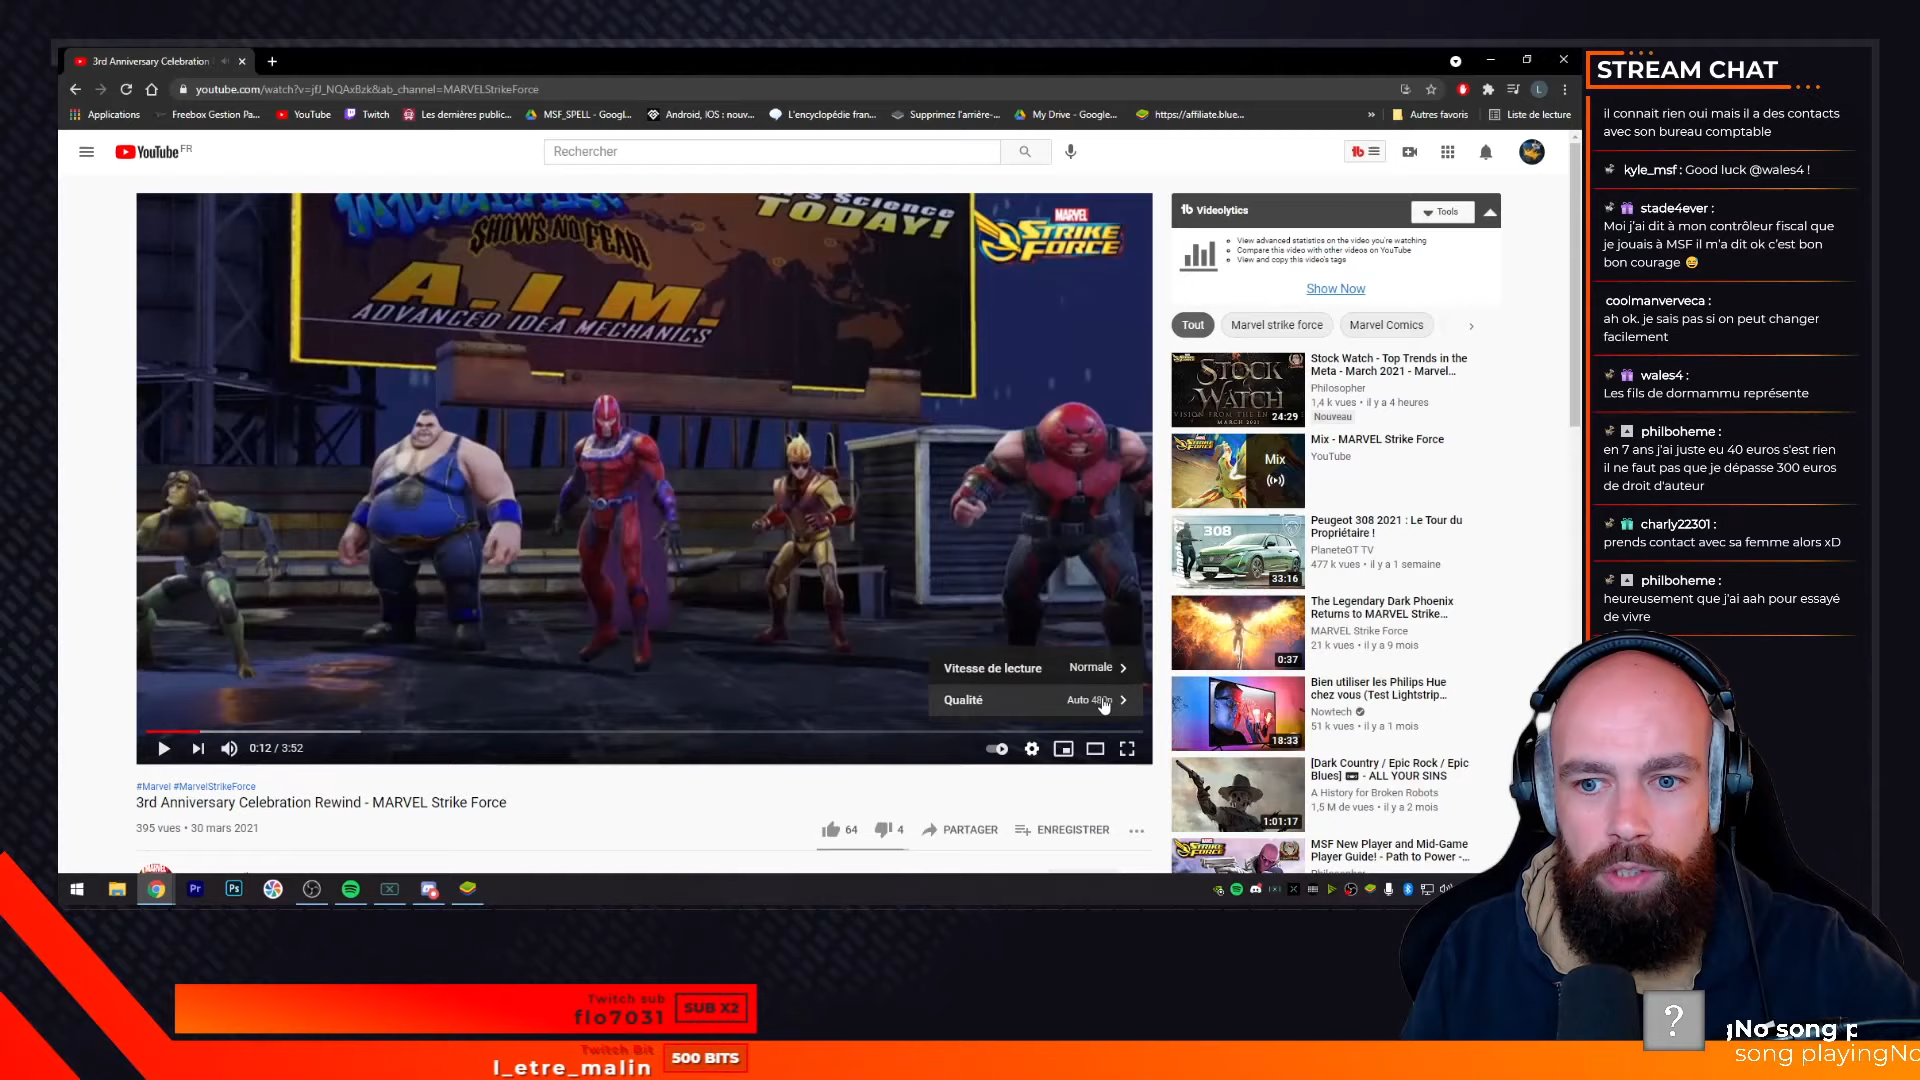 3rd Anniversary Celebration
youtube.com/watch?v=jfJ_NQAxBzk&ab_channel=MARVELStrikeForce
Applications
Freebox Gestion Pa...
YouTube
Twitch
Les dernières public...
MSF_SPELL - Googl...
Android, IOS : nouv...
L'encyclopédie fran...
Supprimez l'arrière-...
My Drive - Google...
https://affiliate.blue...
»
Autres favoris
Liste de lecture
YouTube FR
Rechercher
SHOWS NO FEAR
SCIENCE
TODAY!
A.I.M.
ADVANCED IDEA MECHANICS
MARVEL
STRIKE
FORCE
Vitesse de lecture Normale
Qualité Auto 480p
0:12 / 3:52
#Marvel #MarvelStrikeForce
3rd Anniversary Celebration Rewind - MARVEL Strike Force
395 vues • 30 mars 2021
64
4
PARTAGER
ENREGISTRER
...
tb Videolytics
Tools
View advanced statistics on the video you're watching
Compare this video with other videos on YouTube
View and copy this video's tags
Show Now
Tout
Marvel strike force
Marvel Comics
STOCK
WATCH
VISION FROM THE
MARCH 2021
24:29
Stock Watch - Top Trends in the
Meta - March 2021 - Marvel...
Philosopher
1,4 k vues • il y a 4 heures
Nouveau
Mix
Mix - MARVEL Strike Force
YouTube
308
33:16
Peugeot 308 2021 : Le Tour du
Propriétaire !
PlaneteGT TV
477 k vues • il y a 1 semaine
0:37
The Legendary Dark Phoenix
Returns to MARVEL Strike...
MARVEL Strike Force
21 k vues • il y a 9 mois
18:33
Bien utiliser les Philips Hue
chez vous (Test Lightstrip...
Nowtech
51 k vues • il y a 1 mois
1:01:17
[Dark Country / Epic Rock / Epic
Blues] ALL YOUR SINS
A History for Broken Robots
1,5 M de vues • il y a 2 mois
STRIKE
MSF New Player and Mid-Game
Player Guide! - Path to Power -...
STREAM CHAT
il connait rien oui mais il a des contacts
avec son bureau comptable
kyle_msf : Good luck @wales4 !
stade4ever :
Moi j'ai dit à mon contrôleur fiscal que
je jouais à MSF il m'a dit ok c'est bon
bon courage 😅
coolmanverveca :
ah ok. je sais pas si on peut changer
facilement
wales4 :
Les fils de dormammu représente
philboheme :
en 7 ans j'ai juste eu 40 euros s'est rien
il ne faut pas que je dépasse 300 euros
de droit d'auteur
charly22301 :
prends contact avec sa femme alors xD
philboheme :
heureusement que j'ai aah pour essayé
de vivre
Pr
Ps
Twitch sub
flo7031
SUB X2
Twitch Bit
l_etre_malin
500 BITS
?
No song p
song playingNo